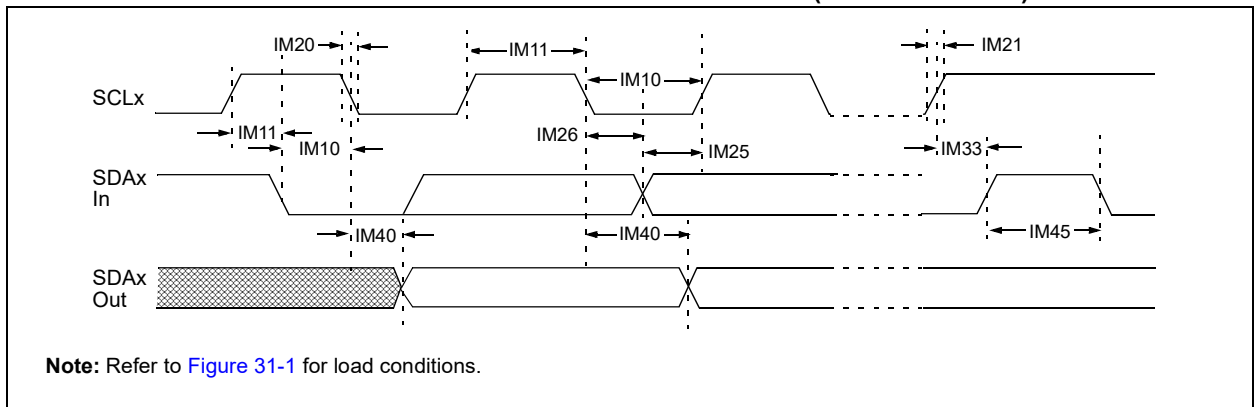 IM20
IM11
IM21
IM10
SCLx
IM11
IM26
IM10
IM25
IM33
SDAx
In
IM40
IM40
IM45
SDAx
Out
Note: Refer to Figure 31-1 for load conditions.